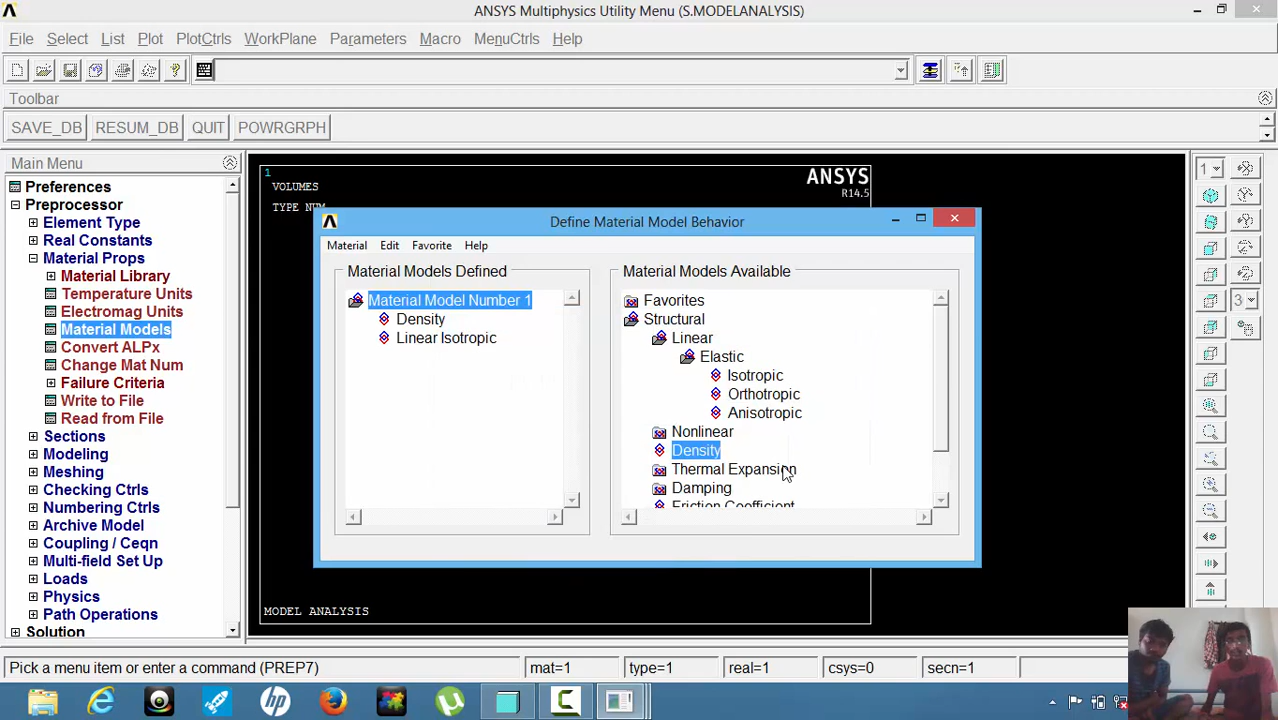 ANSYS Multiphysics Utility Menu (S.MODELANALYSIS)
File Select List Plot PlotCtrls WorkPlane Parameters Macro MenuCtrls Help
Toolbar
SAVE_DB RESUM_DB QUIT POWRGRPH
Main Menu
Preferences
Preprocessor
Element Type
Real Constants
Material Props
Material Library
Temperature Units
Electromag Units
Material Models
Convert ALPx
Change Mat Num
Failure Criteria
Write to File
Read from File
Sections
Modeling
Meshing
Checking Ctrls
Numbering Ctrls
Archive Model
Coupling / Ceqn
Multi-field Set Up
Loads
Physics
Path Operations
Solution
1
VOLUMES
TYPE NUM
ANSYS
R14.5
Define Material Model Behavior
Material Edit Favorite Help
Material Models Defined
Material Model Number 1
Density
Linear Isotropic
Material Models Available
Favorites
Structural
Linear
Elastic
Isotropic
Orthotropic
Anisotropic
Nonlinear
Density
Thermal Expansion
Damping
Friction Coefficient
MODEL ANALYSIS
1
3
Pick a menu item or enter a command (PREP7) mat=1 type=1 real=1 csys=0 secn=1